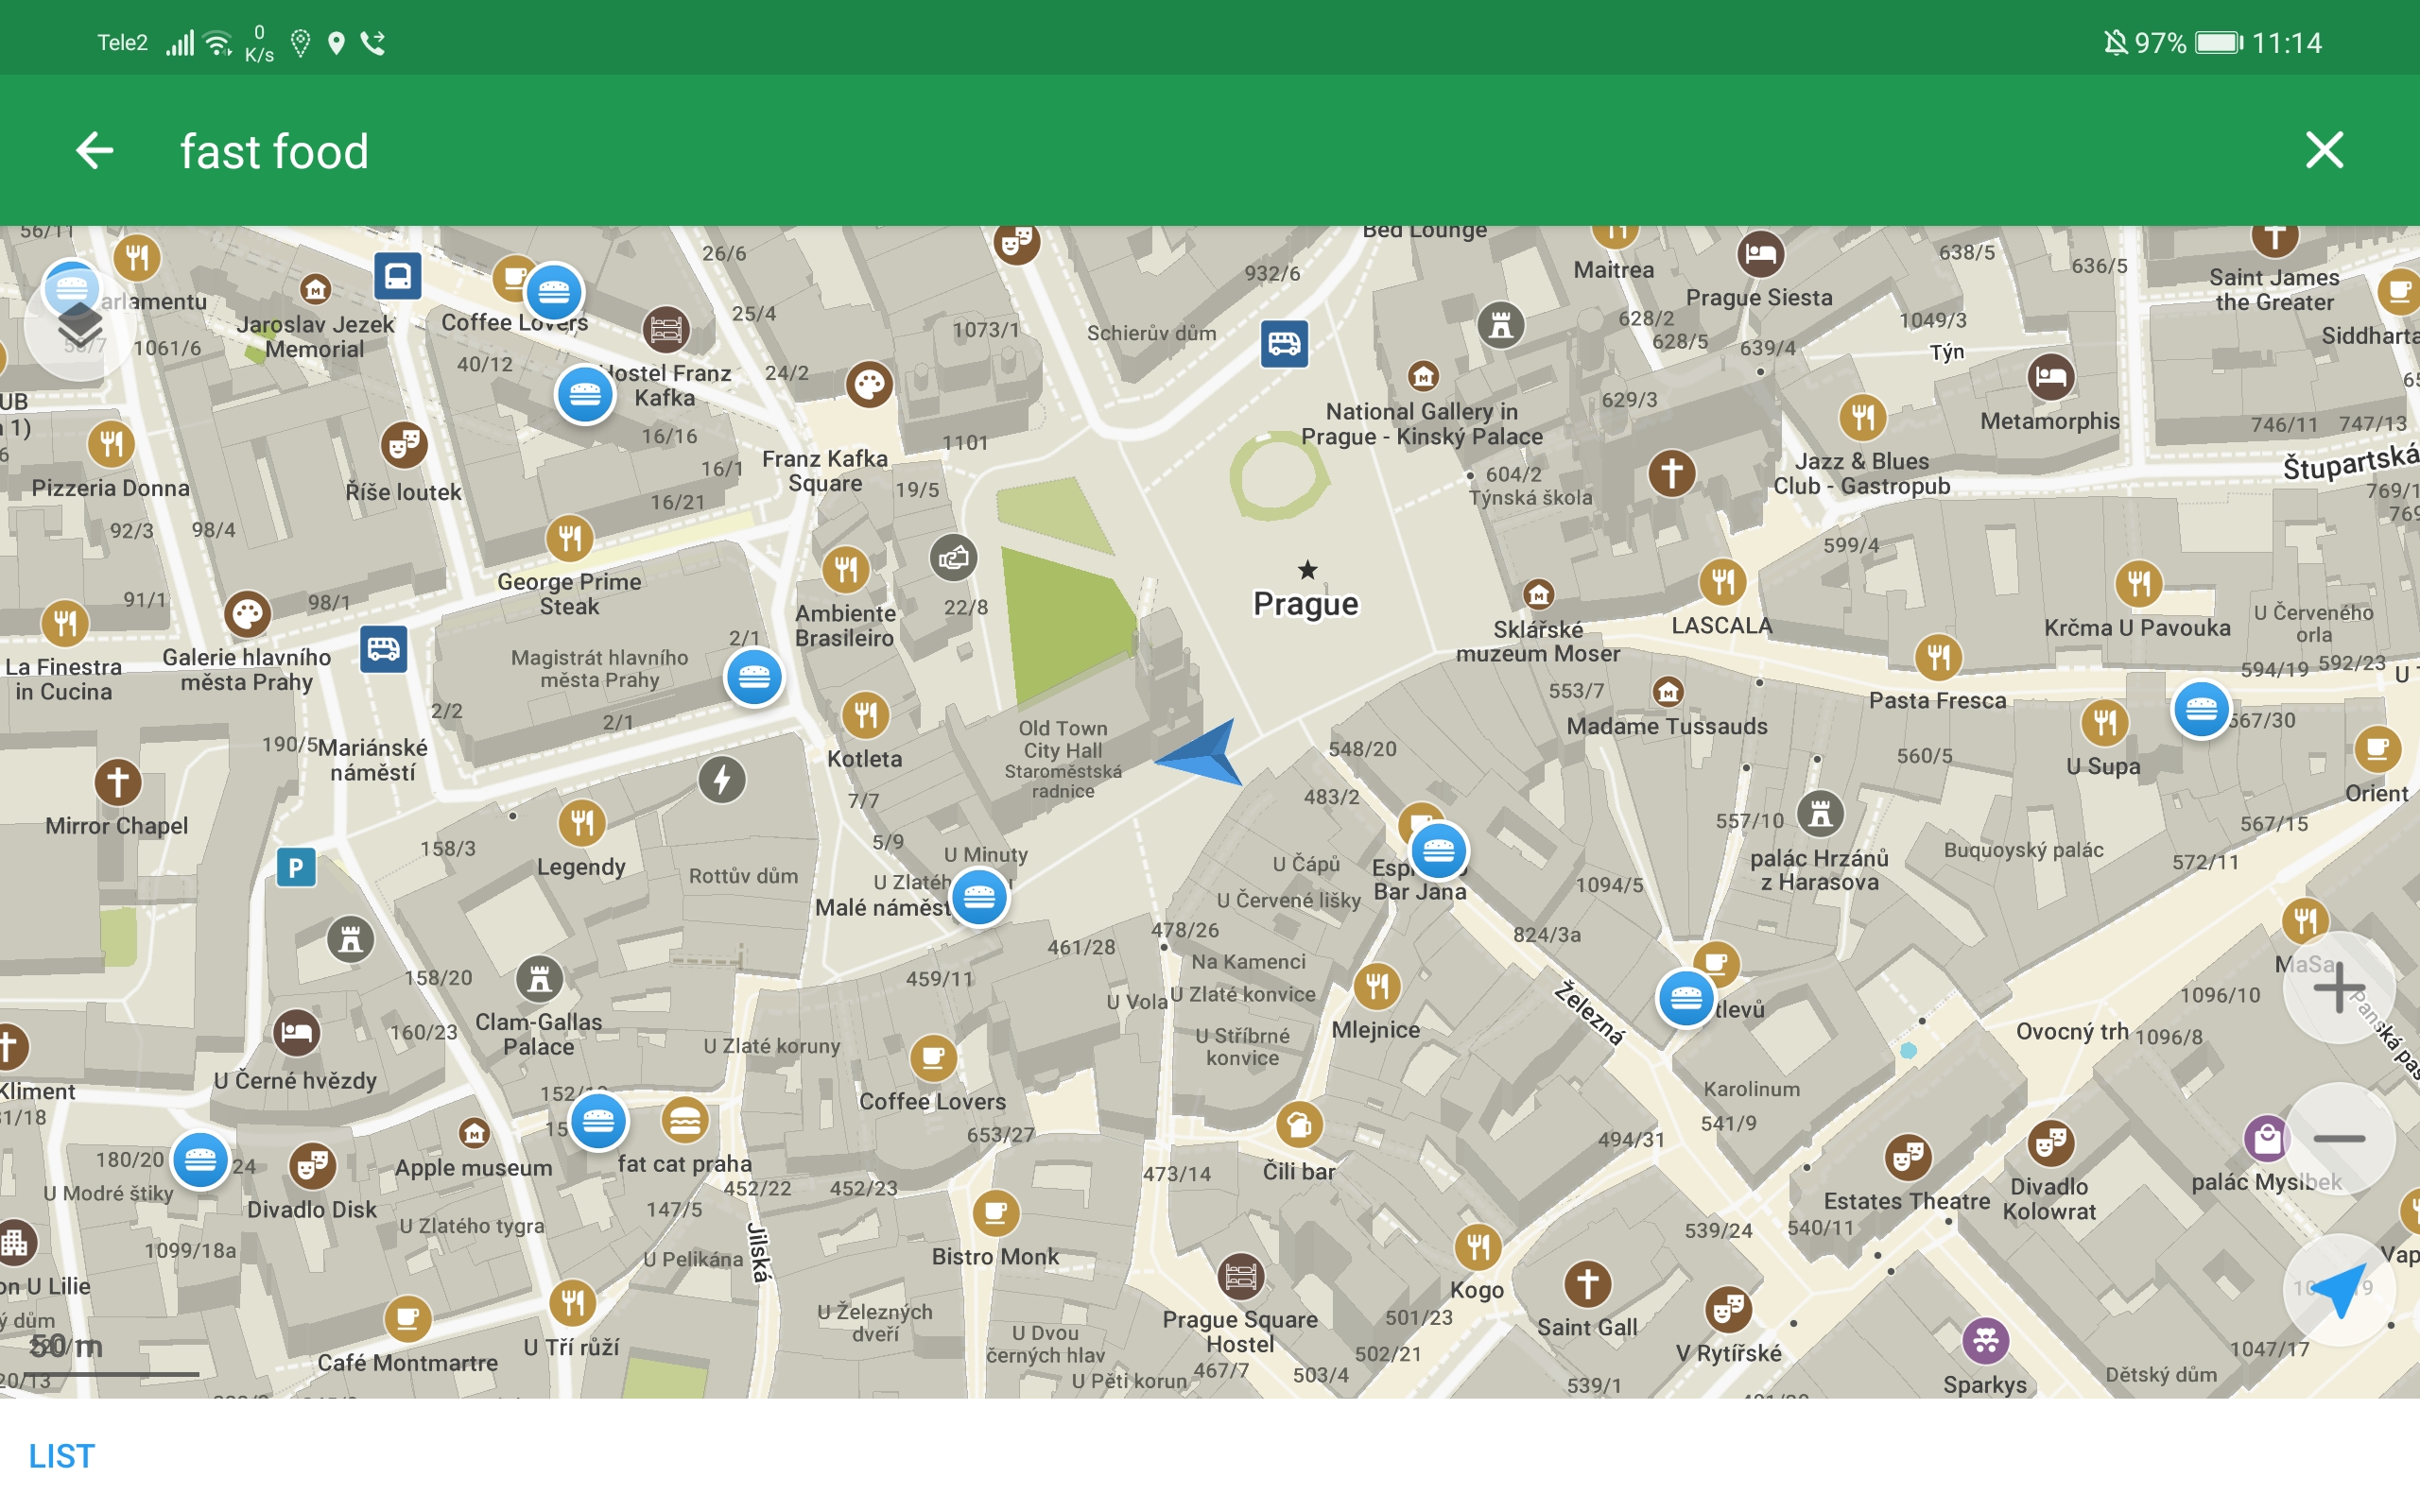 Tele2
0
K/s
97%
11:14
fast food
56/11
26/6
932/6
Bed Lounge
Maitrea
638/5
636/5
Saint James
the Greater
Prague Siesta
arlamentu
Jaroslav Jezek
Memorial
1061/6
Coffee Lovers
25/4
1073/1
Schierův dům
628/2
628/5
639/4
1049/3
Týn
Siddharta
40/12
Hostel Franz
Kafka
24/2
629/3
National Gallery in
Prague - Kinský Palace
Metamorphis
746/11
747/13
UB
16/16
1101
Franz Kafka
Square
16/1
Pizzeria Donna
Říše loutek
16/21
19/5
604/2
Týnská škola
Jazz & Blues
Club - Gastropub
Štupartská
92/3
98/4
599/4
George Prime
Steak
91/1
98/1
22/8
Prague
Ambiente
Brasileiro
2/1
Sklářské
muzeum Moser
LASCALA
Krčma U Pavouka
U Červeného
orla
594/19
592/23
La Finestra
in Cucina
Galerie hlavního
města Prahy
Magistrát hlavního
města Prahy
2/2
2/1
553/7
Madame Tussauds
Pasta Fresca
567/30
Old Town
City Hall
Staroměstská
radnice
190/5
Mariánské
náměstí
Kotleta
548/20
560/5
U Supa
Orient
483/2
7/7
Mirror Chapel
P
158/3
Legendy
Rottův dům
5/9
U Minuty
Malé náměst
U Čápů
U Červené lišky
Bar Jana
557/10
palác Hrzánů
z Harasova
Buquoyský palác
567/15
572/11
1094/5
478/26
461/28
824/3a
158/20
459/11
Na Kamenci
U Vola
U Zlaté konvice
U Stříbrné
konvice
Mlejnice
Železná
tlevů
MaSa
1096/10
Ovocný trh
1096/8
160/23
Clam-Gallas
Palace
U Zlaté koruny
U Černé hvězdy
Coffee Lovers
Karolinum
541/9
Kliment
653/27
494/31
180/20
24
U Modré štiky
Divadlo Disk
Apple museum
fat cat praha
452/22
452/23
473/14
Čili bar
Estates Theatre
Divadlo
Kolowrat
palác Myslbek
147/5
U Zlatého tygra
1099/18a
U Pelikána
Jilská
Bistro Monk
539/24
540/11
on U Lilie
Kogo
Vap
U Železných
dveří
Prague Square
Hostel
467/7
501/23
Saint Gall
V Rytířské
ý dům
50 m
20/13
Café Montmartre
U Tří růží
U Dvou
černých hlav
U Pěti korun
503/4
502/21
539/1
Sparkys
Dětský dům
1047/17
LIST